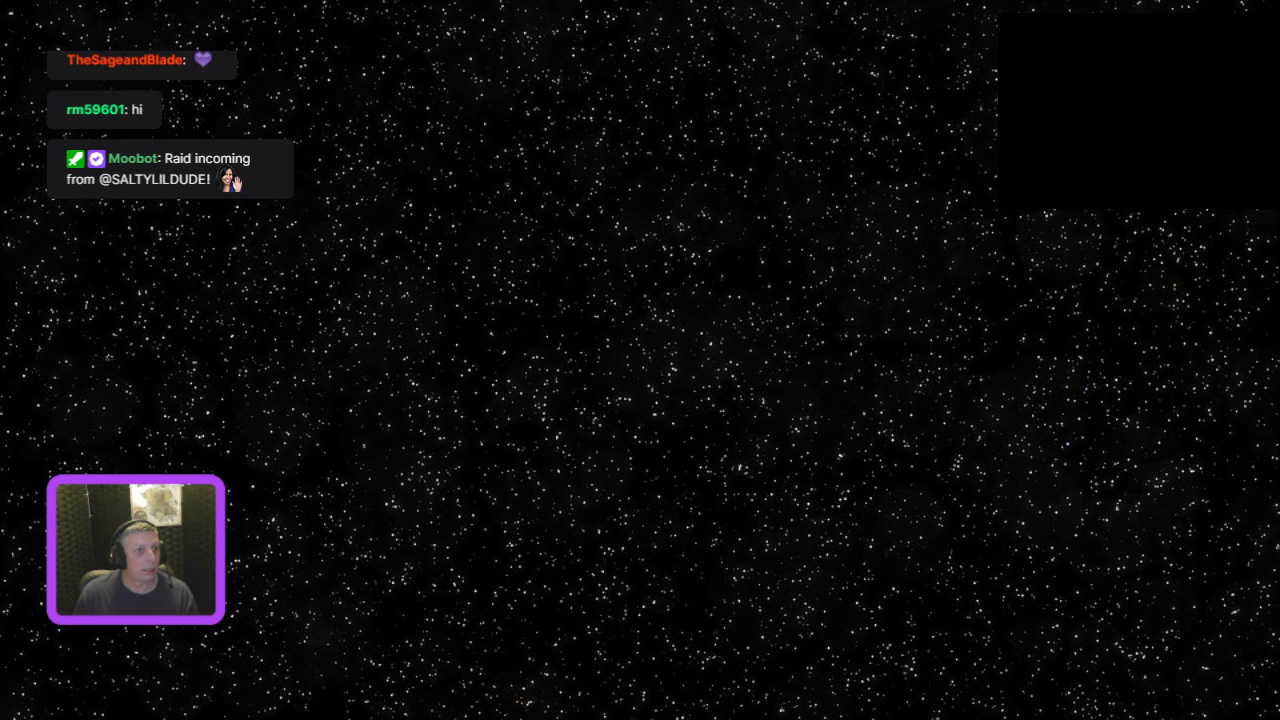 TheSageandBlade: 💜
rm59601: hi
Moobot: Raid incoming
from @SALTYLILDUDE!